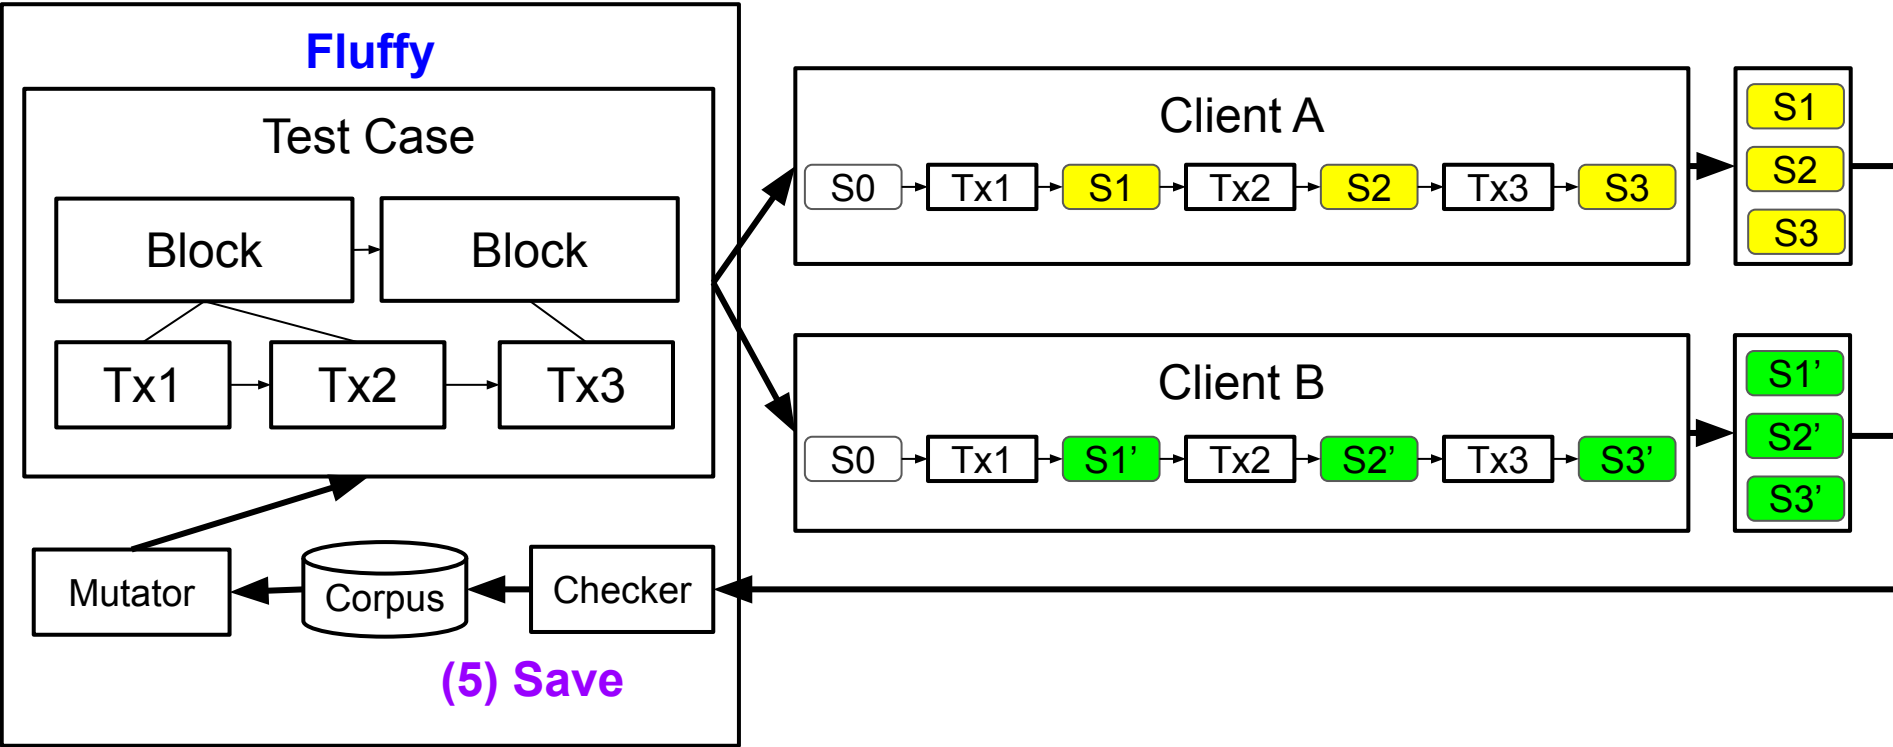 Fluffy
Test Case
Block Block
Tx1 Tx2 Tx3
Mutator Corpus Checker
(5) Save
Client A
S0 Tx1 S1 Tx2 S2 Tx3 S3
S1
S2
S3
Client B
S0 Tx1 S1’ Tx2 S2’ Tx3 S3’
S1’
S2’
S3’